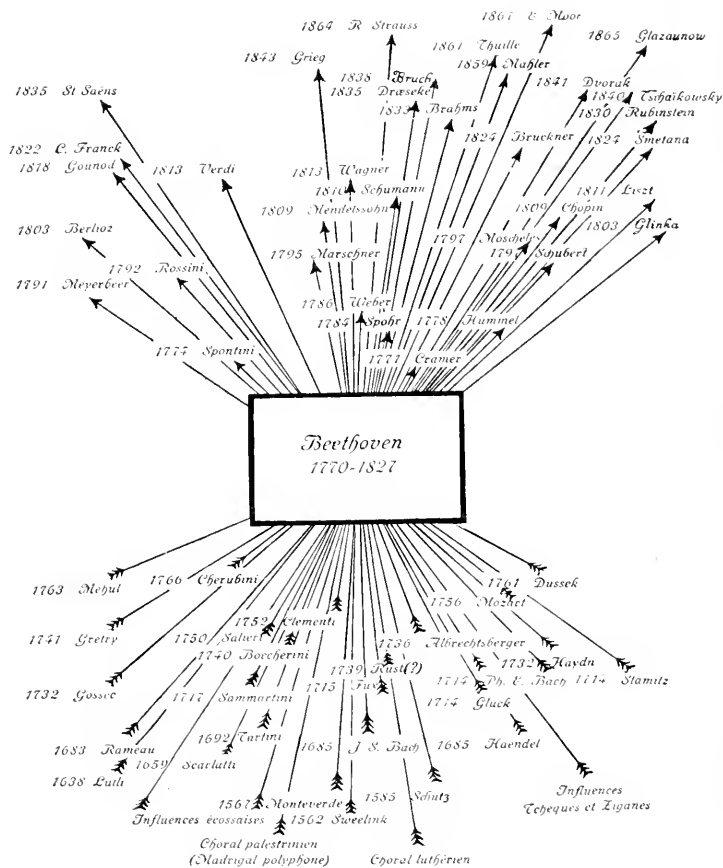 1867 E Moor
1864 R Strauss
1865 Glazaunow
1861 Thuille
1843 Grieg
1859 Mahler
1838 Bruch
1841 Dvorak
1835 St Saëns
1835 Dræseke
1840 Tsihaïkowsky
1833 Brahms
1830 Rubinstein
1824 Bruckner
1824 Smetana
1822 C. Franck
1818 Gounod
1813 Verdi
1813 Wagner
1810 Schumann
1811 Liszt
1809 Mendelssohn
1809 Chopin
1803 Berlioz
1803 Glinka
1797 Moscheles
1795 Marschner
1797 Schubert
1792 Rossini
1791 Meyerbeer
1786 Weber
1784 Spohr
1778 Hummel
1774 Spontini
1771 Cramer
Beethoven
1770-1827
1763 Mehul
1766 Cherubini
1761 Dussek
1756 Mozart
1752 Clementi
1741 Gretry
1750 Salieri
1736 Albrechtsberger
1740 Boccherini
1739 Rust(?)
1732 Haydn
1732 Gossec
1717 Sammartini
1715 Fux
1714 Ph. E. Bach
1714 Stamitz
1714 Gluck
1692 Tartini
1683 Rameau
1685 J. S. Bach
1685 Haendel
1659 Scarlatti
1638 Lulli
1585 Schutz
Influences
Tcheques et Ziganes
1567 Monteverde
Influences écossaises
1562 Sweelink
Choral palestrinien
(Madrigal polyphone)
Choral luthérien